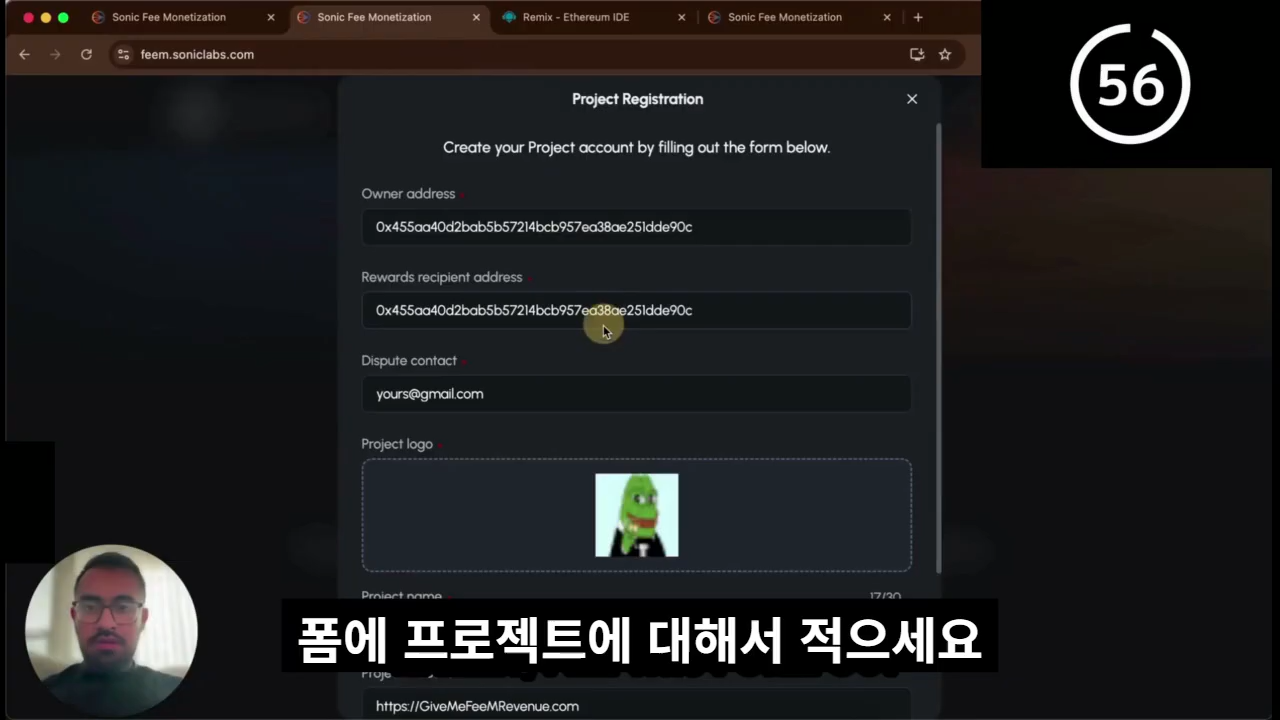 Sonic Fee Monetization
Sonic Fee Monetization
Remix - Ethereum IDE
Sonic Fee Monetization
feem.soniclabs.com
56
Project Registration
Create your Project account by filling out the form below.
Owner address
0x455aa40d2bab5b57214bcb957ea38ae251dde90c
Rewards recipient address
0x455aa40d2bab5b57214bcb957ea38ae251dde90c
Dispute contact
yours@gmail.com
Project logo
Project name
17/30
폼에 프로젝트에 대해서 적으세요
https://GiveMeFeeMRevenue.com